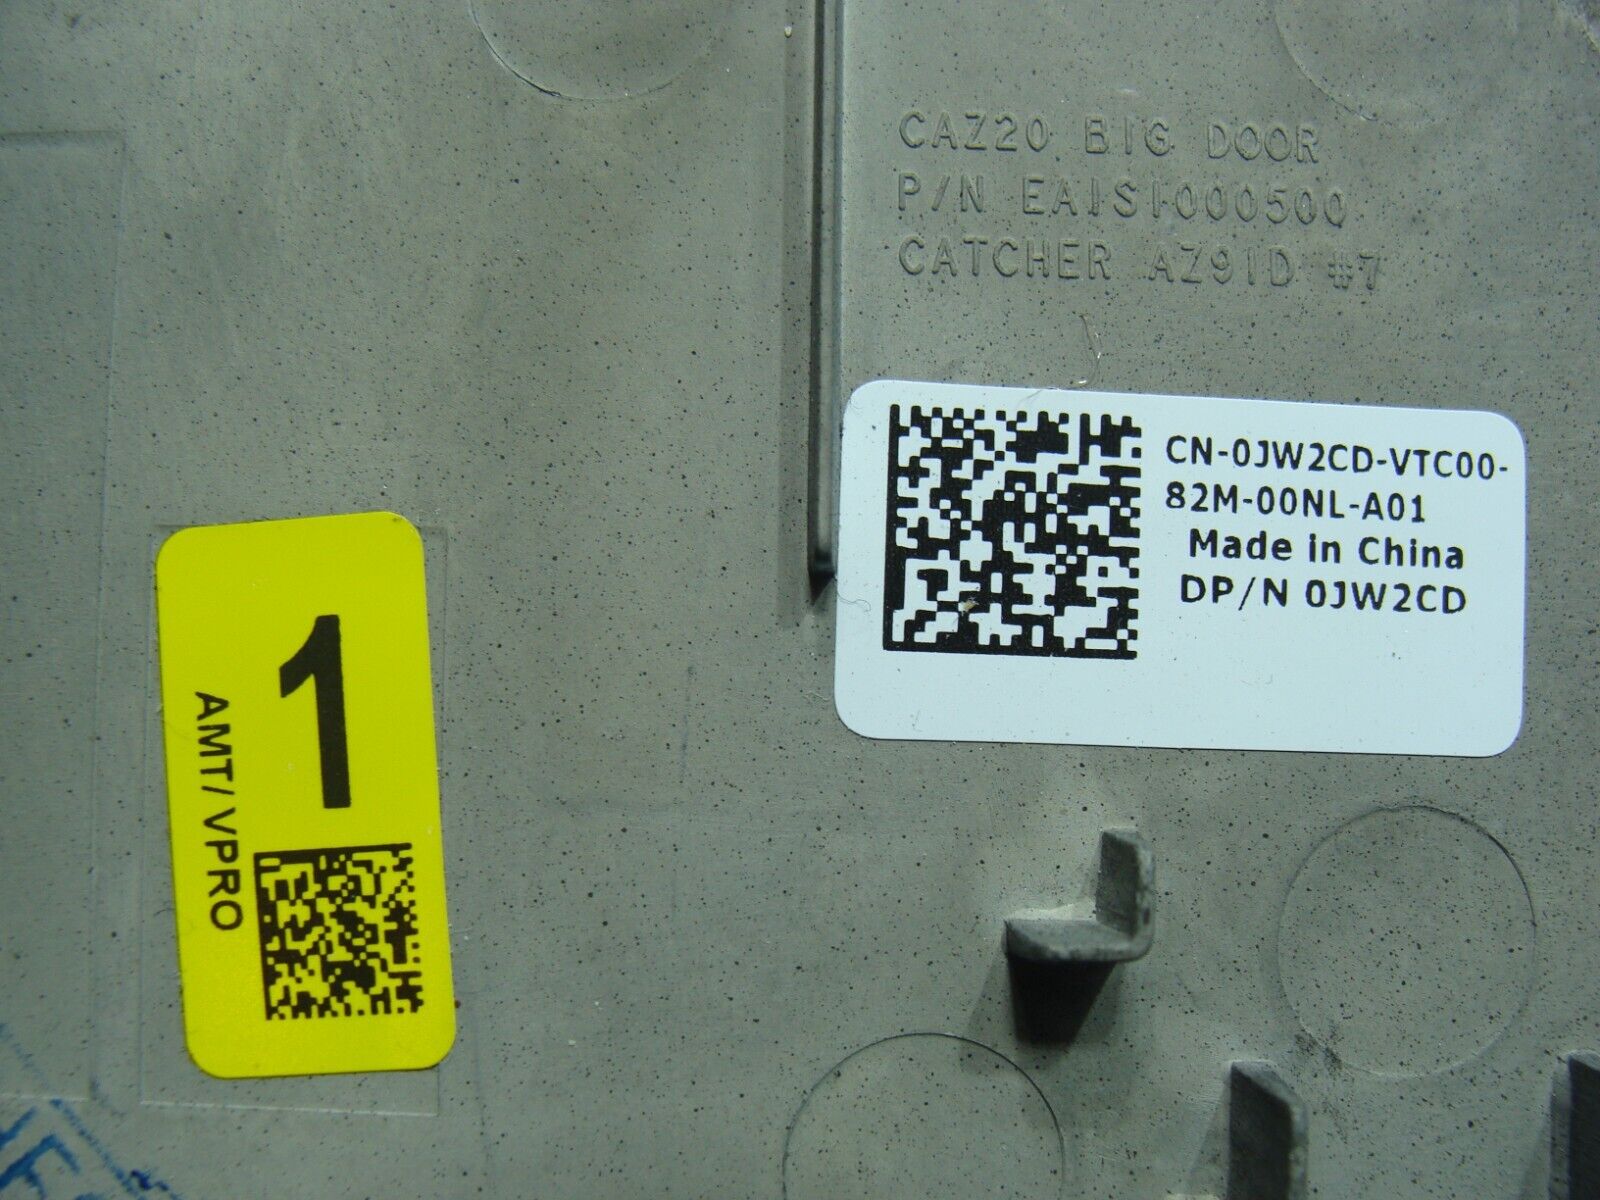 CAZ20 BIG DOOR
P/N EA1S1000500
CATCHER AZ91D #7
CN-0JW2CD-VTC00-
82M-00NL-A01
Made in China
DP/N 0JW2CD
1
AMT/VPRO